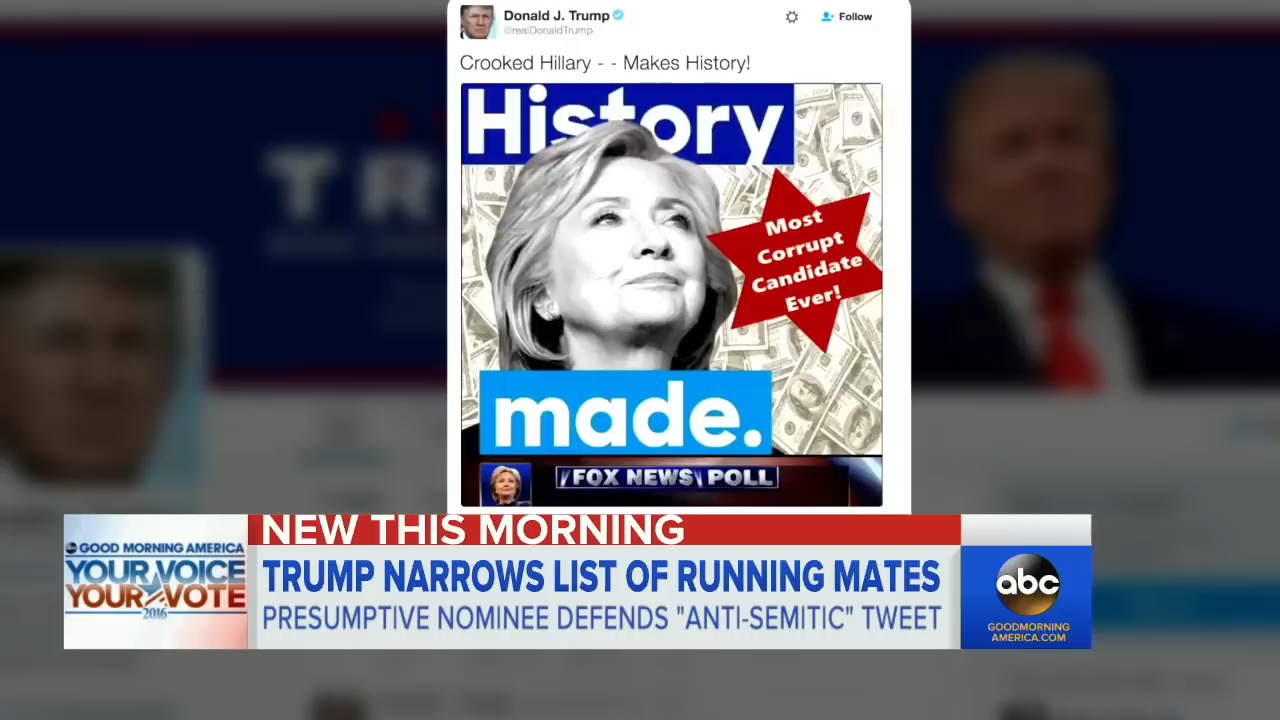 Donald J. Trump
@realDonaldTrump
Follow
Crooked Hillary - - Makes History!
History
Most
Corrupt
Candidate
Ever!
made.
FOX NEWS POLL
TR
NEW THIS MORNING
GOOD MORNING AMERICA
YOUR VOICE
YOUR VOTE
2016
TRUMP NARROWS LIST OF RUNNING MATES
PRESUMPTIVE NOMINEE DEFENDS "ANTI-SEMITIC" TWEET
abc
GOODMORNING
AMERICA.COM